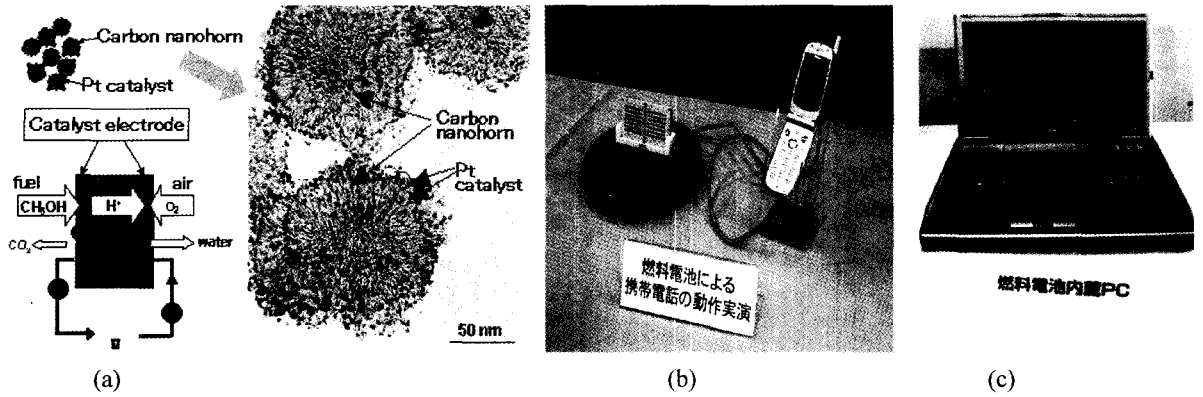 Carbon nanohorn
Pt catalyst
Catalyst electrode
fuel
air
CH3OH
H+
O2
CO2
water
Carbon
nanohorn
Pt
catalyst
50 nm
燃料電池による
携帯電話の動作実演
燃料電池内蔵PC
(a)
(b)
(c)